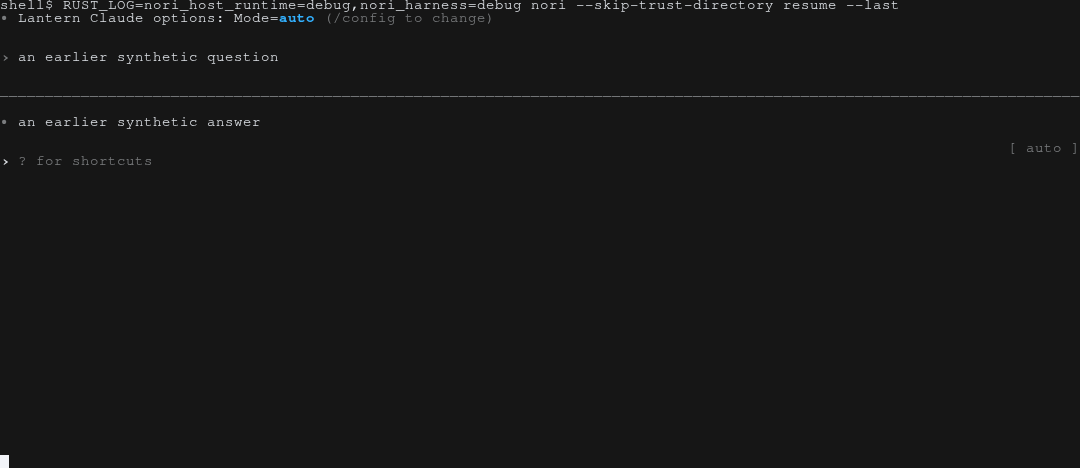 shell$ RUST_LOG=nori_host_runtime=debug,nori_harness=debug nori --skip-trust-directory resume --last
• Lantern Claude options: Mode=auto (/config to change)
› an earlier synthetic question
• an earlier synthetic answer
[ auto ]
› ? for shortcuts